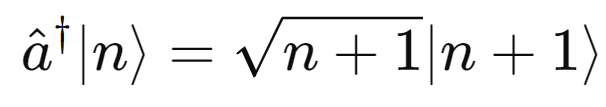 â†|n⟩ = √(n + 1)|n + 1⟩